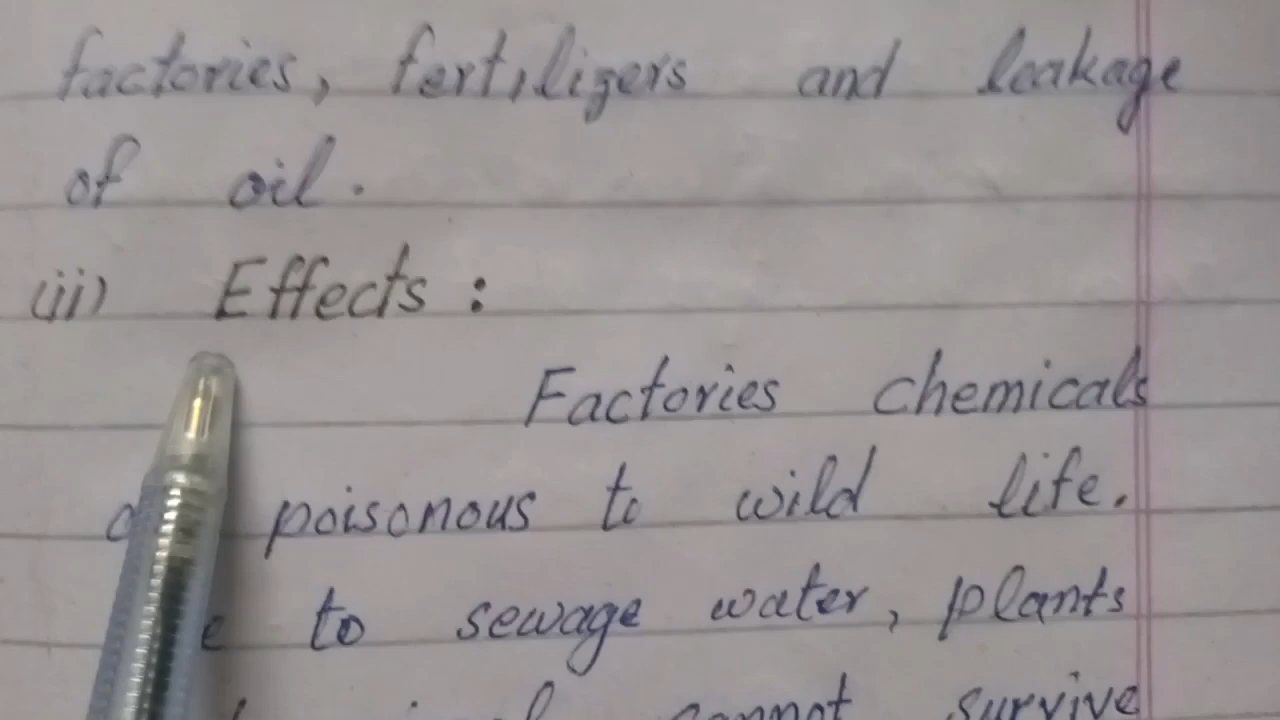 factories, fertilizers and leakage
of oil.
(ii) Effects :
Factories chemicals
poisonous to wild life.
to sewage water, plants
cannot survive